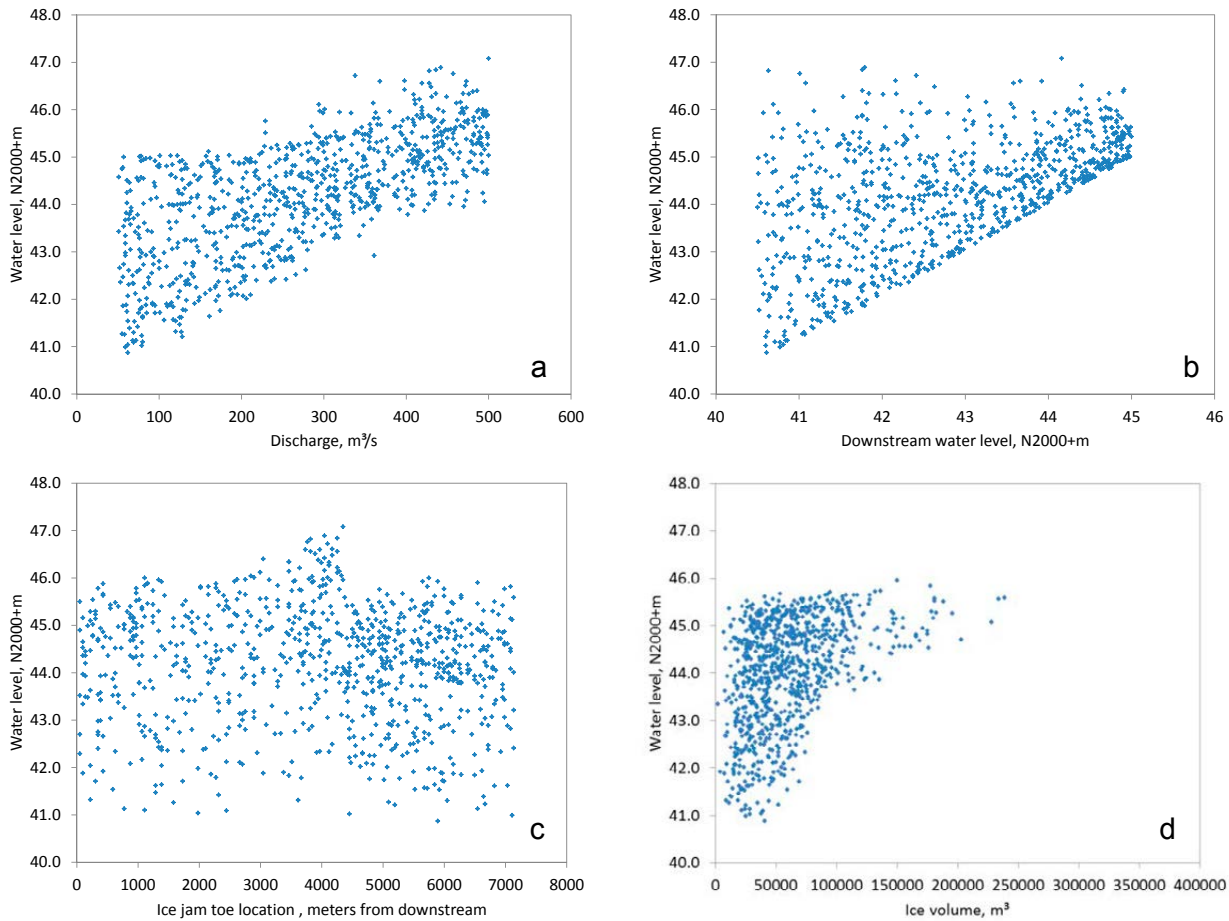 48.0
47.0
46.0
45.0
44.0
43.0
42.0
41.0
40.0
Water level, N2000+m
0 100 200 300 400 500 600
Discharge, m³/s
a
48.0
47.0
46.0
45.0
44.0
43.0
42.0
41.0
40.0
Water level, N2000+m
40 41 42 43 44 45 46
Downstream water level, N2000+m
b
48.0
47.0
46.0
45.0
44.0
43.0
42.0
41.0
40.0
Water level, N2000+m
0 1000 2000 3000 4000 5000 6000 7000 8000
Ice jam toe location , meters from downstream
c
48.0
47.0
46.0
45.0
44.0
43.0
42.0
41.0
40.0
Water level, N2000+m
0 50000 100000 150000 200000 250000 300000 350000 400000
Ice volume, m³
d